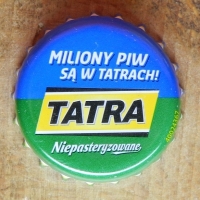 MILIONY PIW
SĄ W TATRACH!
TATRA
Niepasteryzowane